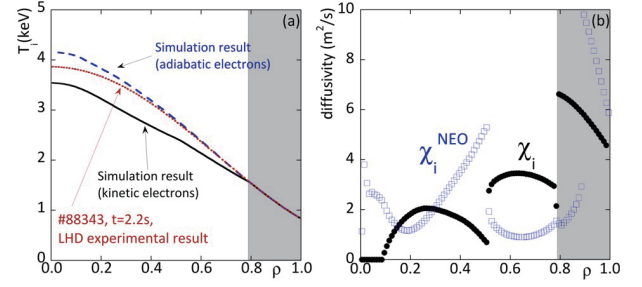 (a)
T_i(keV)
5
4
3
2
1
0
0.0 0.2 0.4 0.6 0.8 ρ 1.0
Simulation result
(adiabatic electrons)
Simulation result
(kinetic electrons)
#88343, t=2.2s,
LHD experimental result
(b)
diffusivity (m²/s)
10
8
6
4
2
0
0.0 0.2 0.4 0.6 0.8 ρ 1.0
χ_i^NEO
χ_i